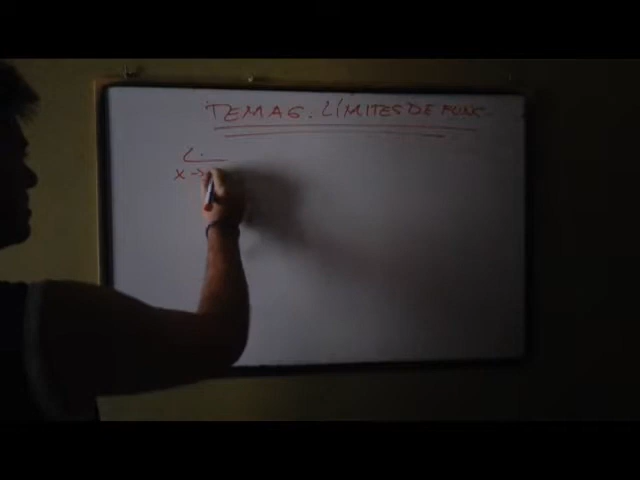 TEMA 6. LÍMITES DE FUNC
x →